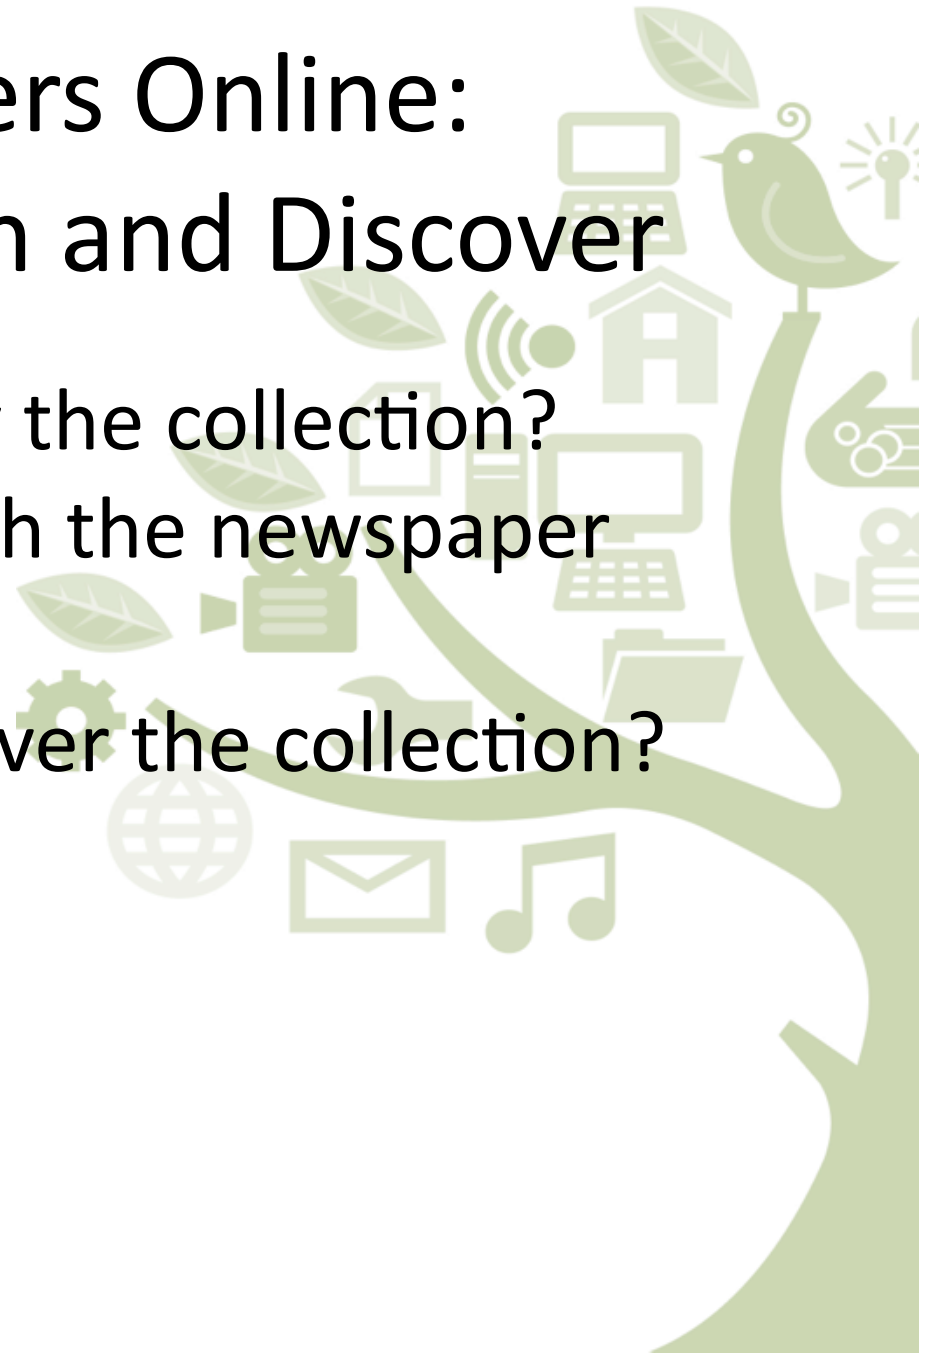 ers Online:
n and Discover
the collection?
h the newspaper
ver the collection?